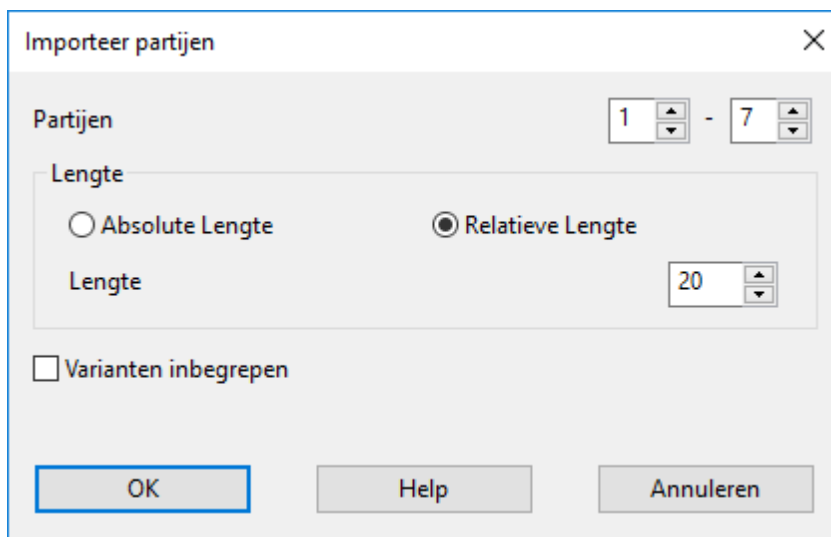 Importeer partijen
Partijen 1 - 7
Lengte
Absolute Lengte Relatieve Lengte
Lengte 20
Varianten inbegrepen
OK Help Annuleren